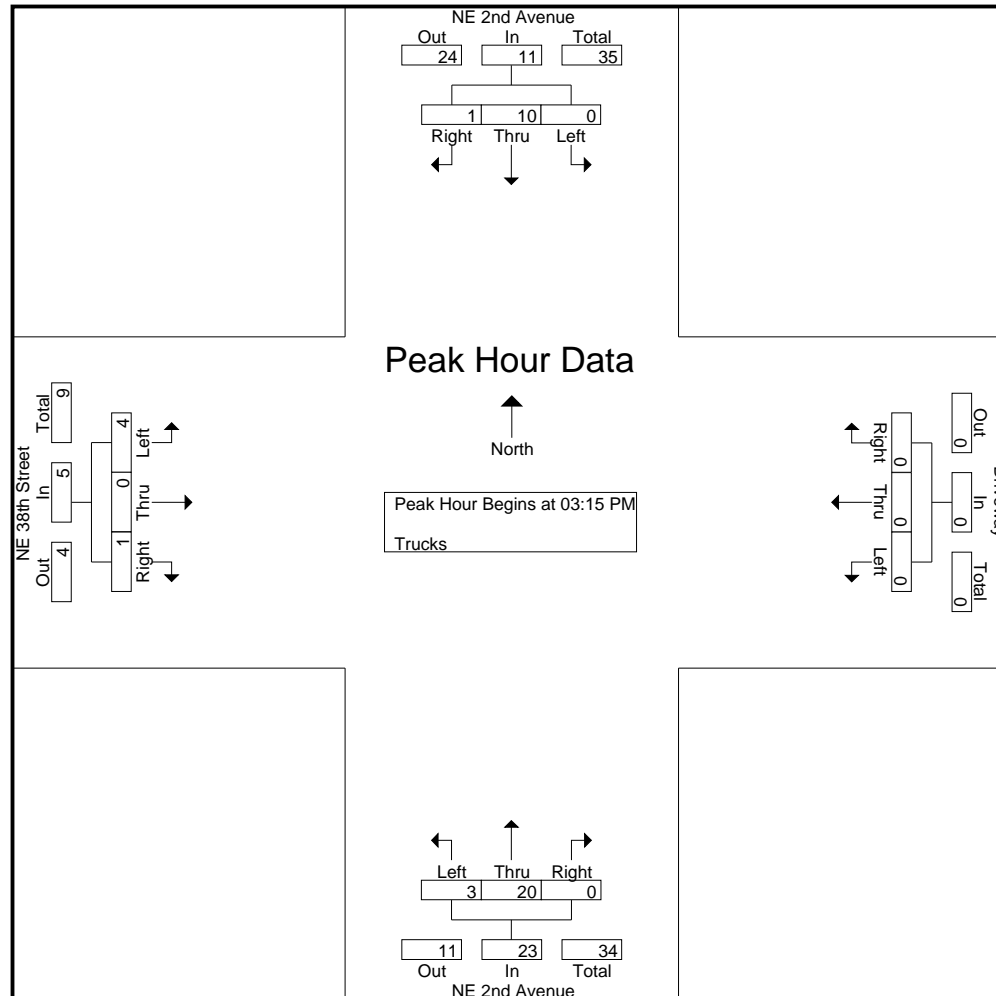 NE 2nd Avenue
Out In Total
24 11 35
1 10 0
Right Thru Left
Peak Hour Data
North
Peak Hour Begins at 03:15 PM
Trucks
NE 38th Street
Out In Total
4 5 9
1 0 4
Right Thru Left
Right Thru Left
0 0 0
Out In Total
0 0 0
Left Thru Right
3 20 0
11 23 34
Out In Total
NE 2nd Avenue